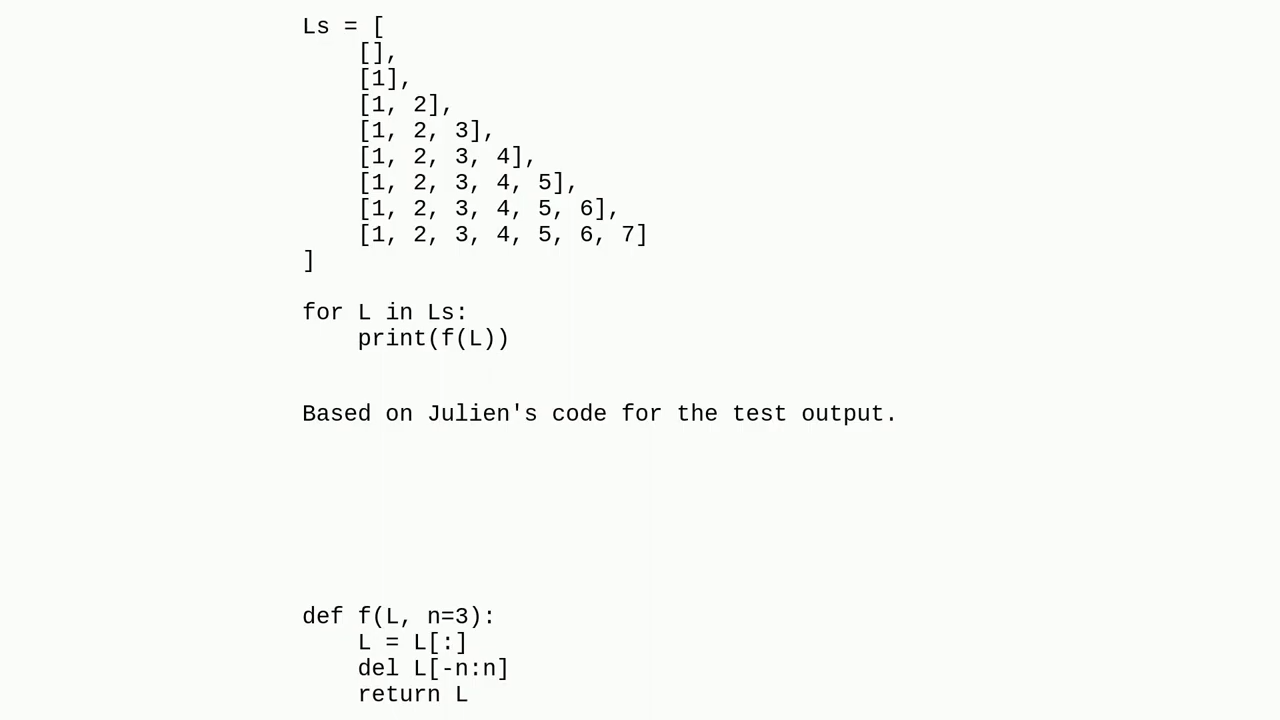 Ls = [
    [],
    [1],
    [1, 2],
    [1, 2, 3],
    [1, 2, 3, 4],
    [1, 2, 3, 4, 5],
    [1, 2, 3, 4, 5, 6],
    [1, 2, 3, 4, 5, 6, 7]
]
for L in Ls:
    print(f(L))
Based on Julien's code for the test output.
def f(L, n=3):
    L = L[:]
    del L[-n:n]
    return L